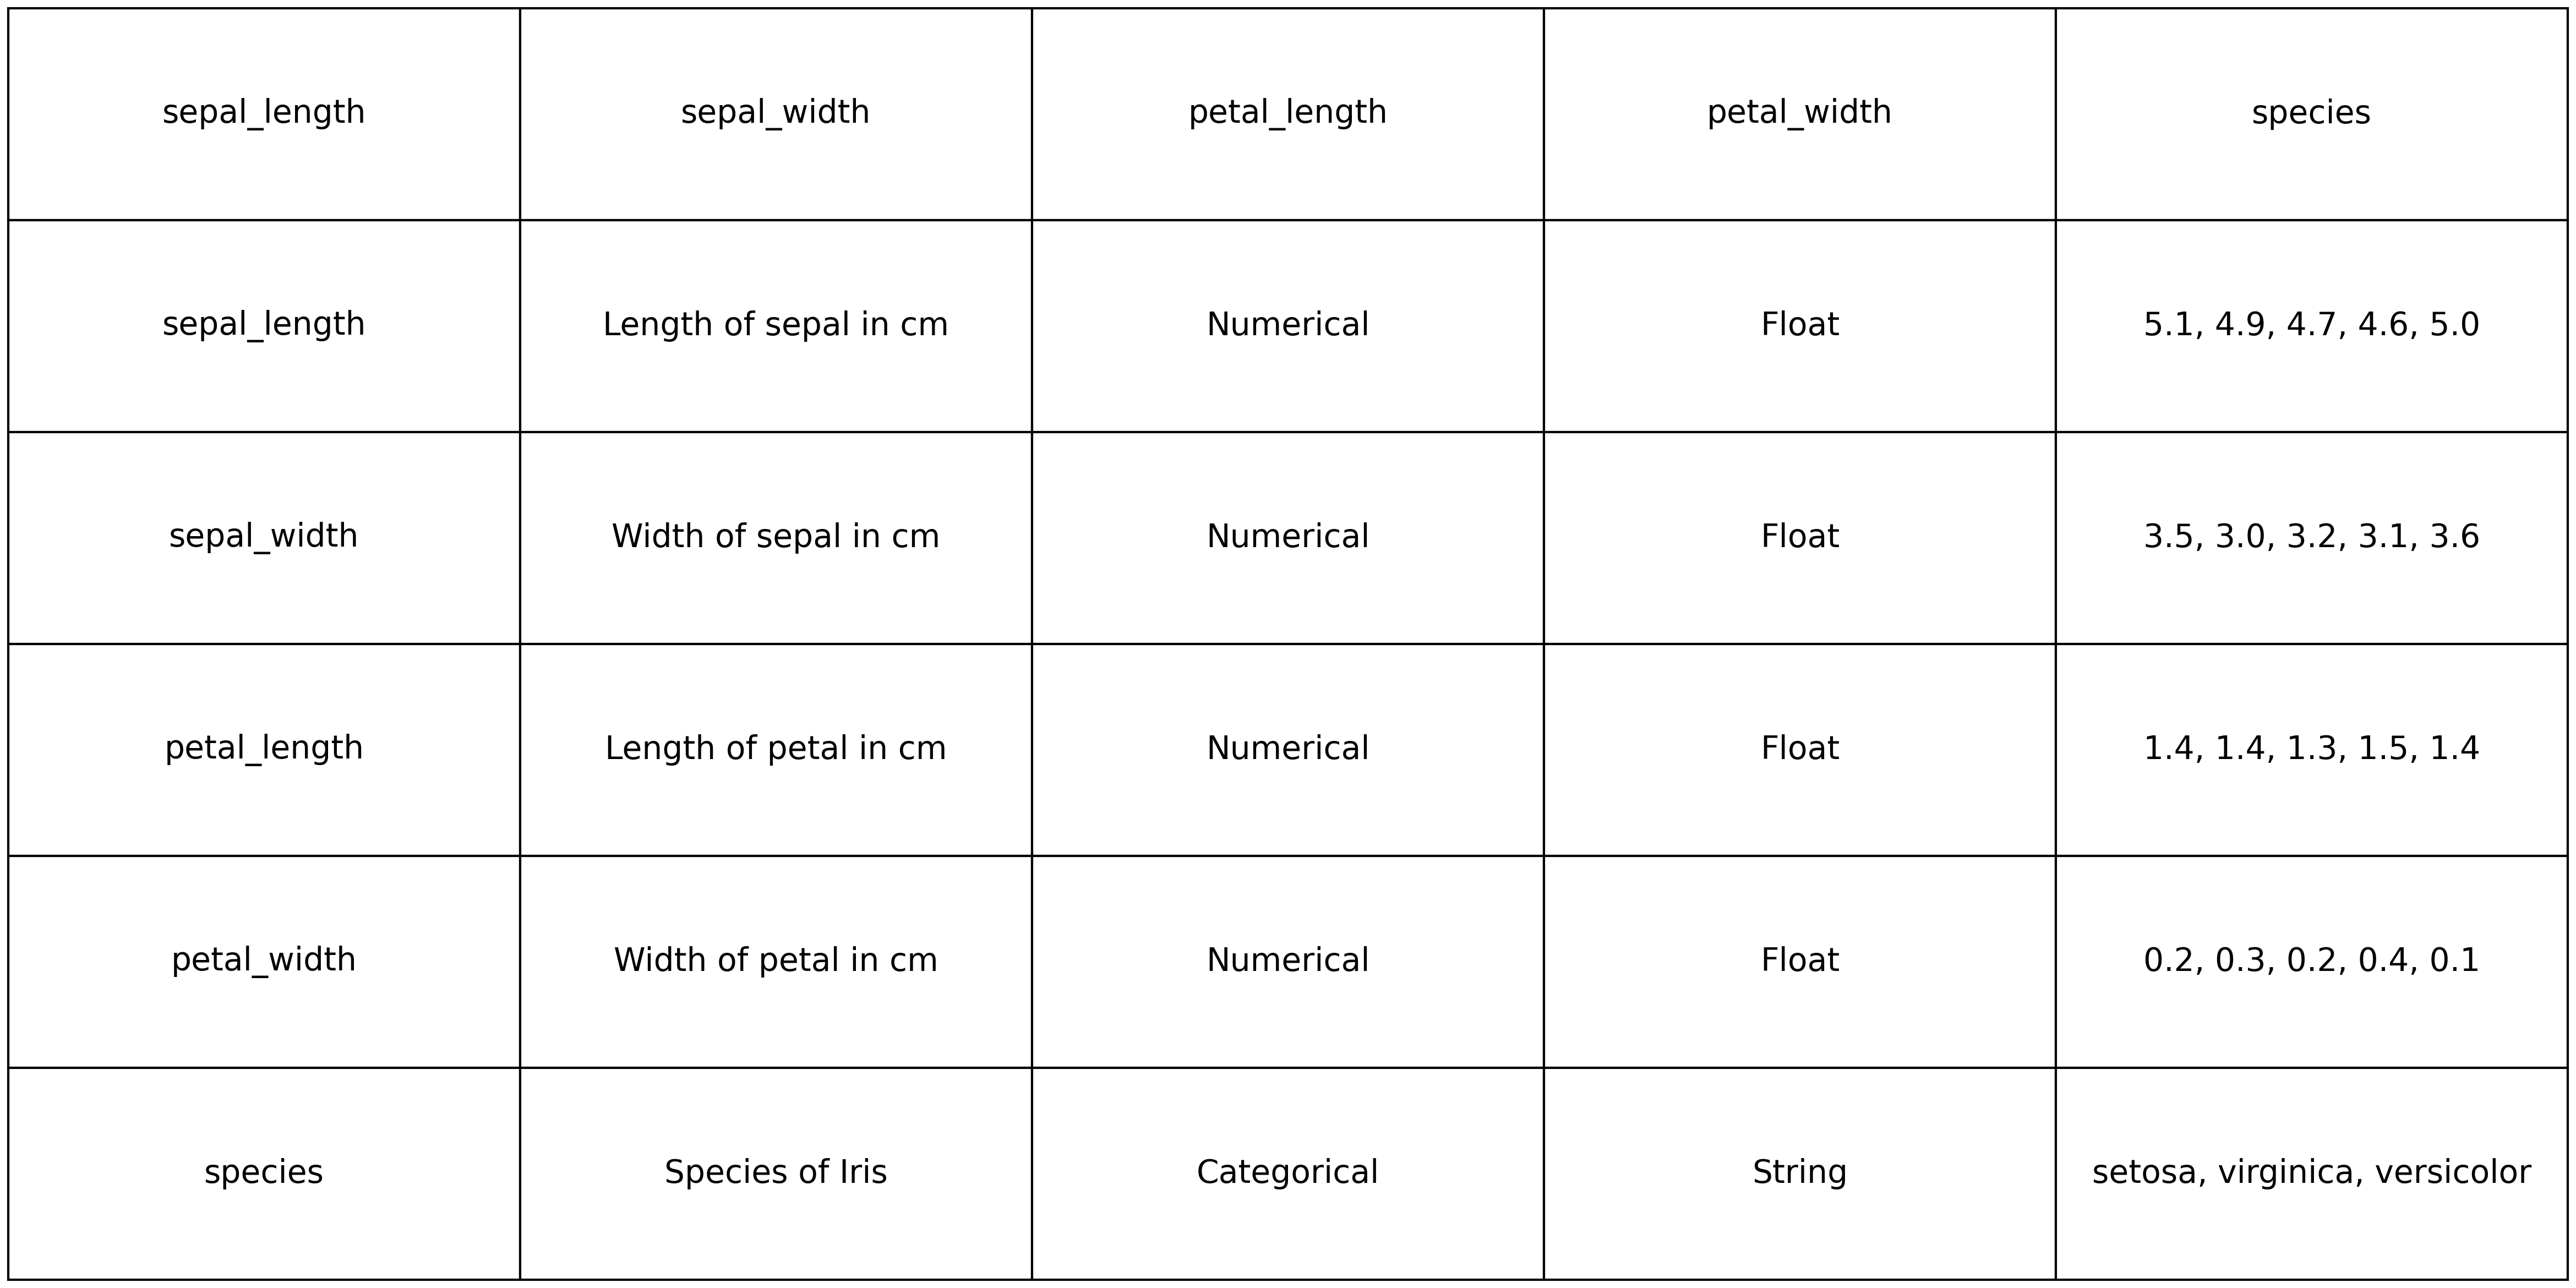 sepal_length sepal_width petal_length petal_width species
sepal_length Length of sepal in cm Numerical Float 5.1, 4.9, 4.7, 4.6, 5.0
sepal_width Width of sepal in cm Numerical Float 3.5, 3.0, 3.2, 3.1, 3.6
petal_length Length of petal in cm Numerical Float 1.4, 1.4, 1.3, 1.5, 1.4
petal_width Width of petal in cm Numerical Float 0.2, 0.3, 0.2, 0.4, 0.1
species Species of Iris Categorical String setosa, virginica, versicolor